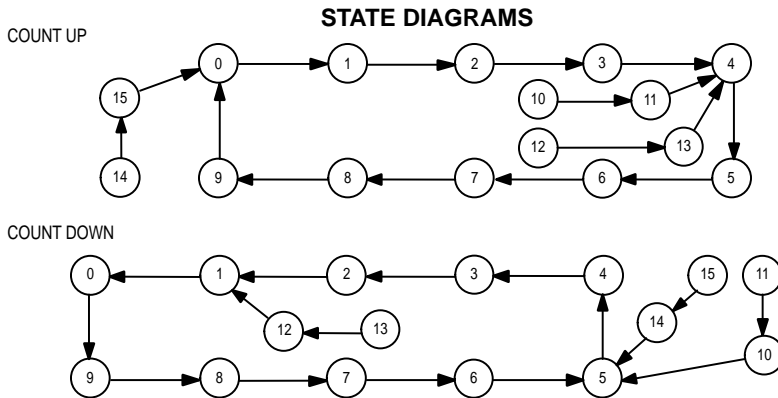 STATE DIAGRAMS
COUNT UP
0 1 2 3 4
15 10 11
12 13
14 9 8 7 6 5
COUNT DOWN
0 1 2 3 4 15 11
12 13 14
10
9 8 7 6 5